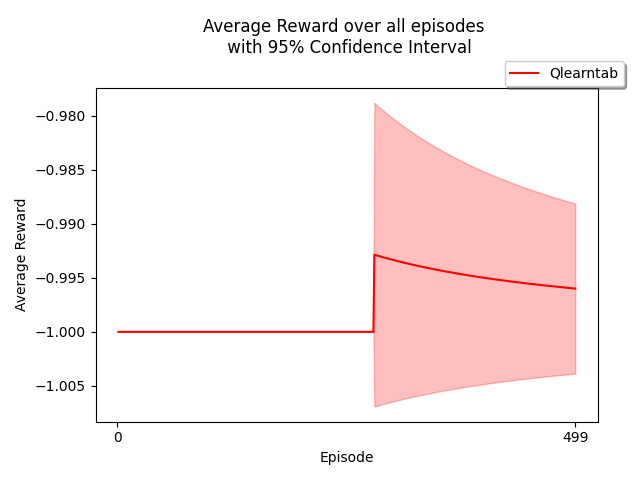 Average Reward over all episodes
with 95% Confidence Interval
Qlearntab
−0.980
−0.985
−0.990
−0.995
−1.000
−1.005
Average Reward
0
499
Episode